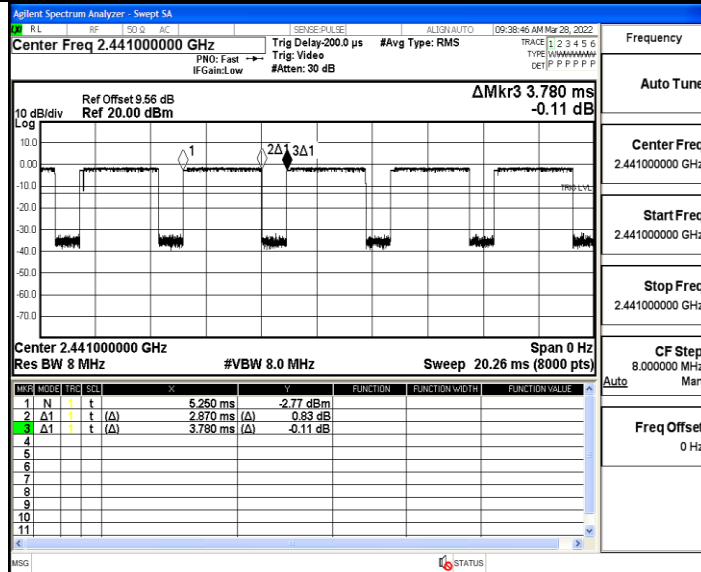 Agilent Spectrum Analyzer - Swept SA
RL RF 50 Ω AC SENSE:PULSE ALIGN AUTO 09:38:46 AM Mar 28, 2022
Center Freq 2.441000000 GHz
PNO: Fast
IFGain:Low
Trig Delay-200.0 µs
Trig: Video
#Atten: 30 dB
#Avg Type: RMS
TRACE 1 2 3 4 5 6
TYPE
DET P P P P P P
ΔMkr3 3.780 ms
-0.11 dB
Ref Offset 9.56 dB
10 dB/div Ref 20.00 dBm
Log
10.0
0.00
-10.0
-20.0
-30.0
-40.0
-50.0
-60.0
-70.0
1
2Δ1
3Δ1
TRIG LVL
Center 2.441000000 GHz Span 0 Hz
Res BW 8 MHz #VBW 8.0 MHz Sweep 20.26 ms (8000 pts)
MKR MODE TRC SCL X Y FUNCTION FUNCTION WIDTH FUNCTION VALUE
1 N 1 t 5.250 ms -2.77 dBm
2 Δ1 1 t (Δ) 2.870 ms (Δ) 0.83 dB
3 Δ1 1 t (Δ) 3.780 ms (Δ) -0.11 dB
4
5
6
7
8
9
10
11
MSG STATUS
Frequency
Auto Tune
Center Freq
2.441000000 GHz
Start Freq
2.441000000 GHz
Stop Freq
2.441000000 GHz
CF Step
8.000000 MHz
Auto Man
Freq Offset
0 Hz